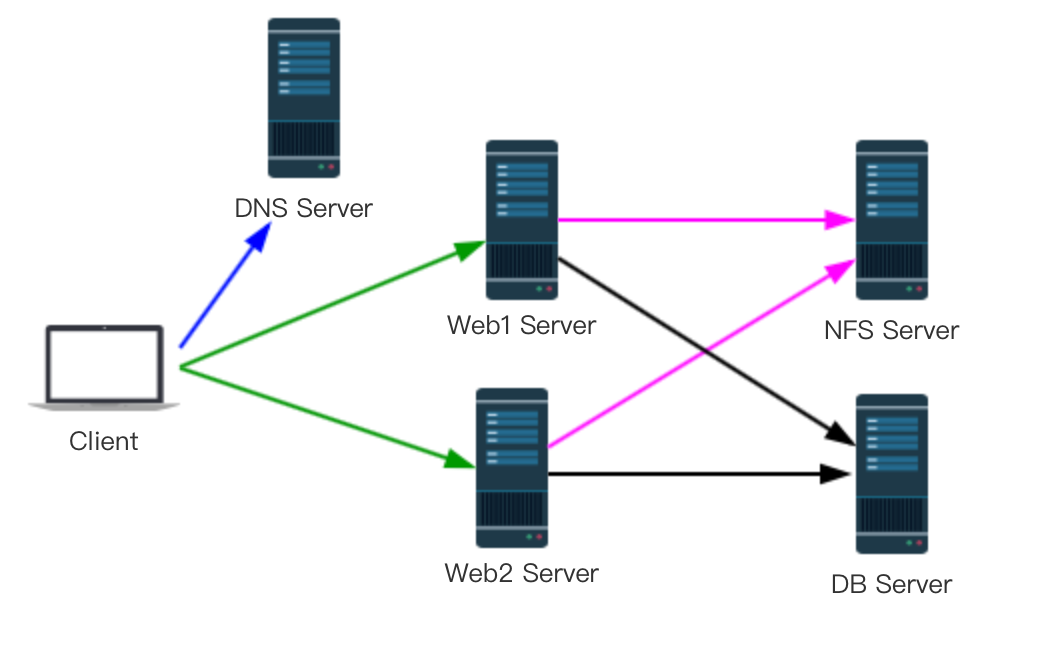 DNS Server
Web1 Server
NFS Server
Client
Web2 Server
DB Server